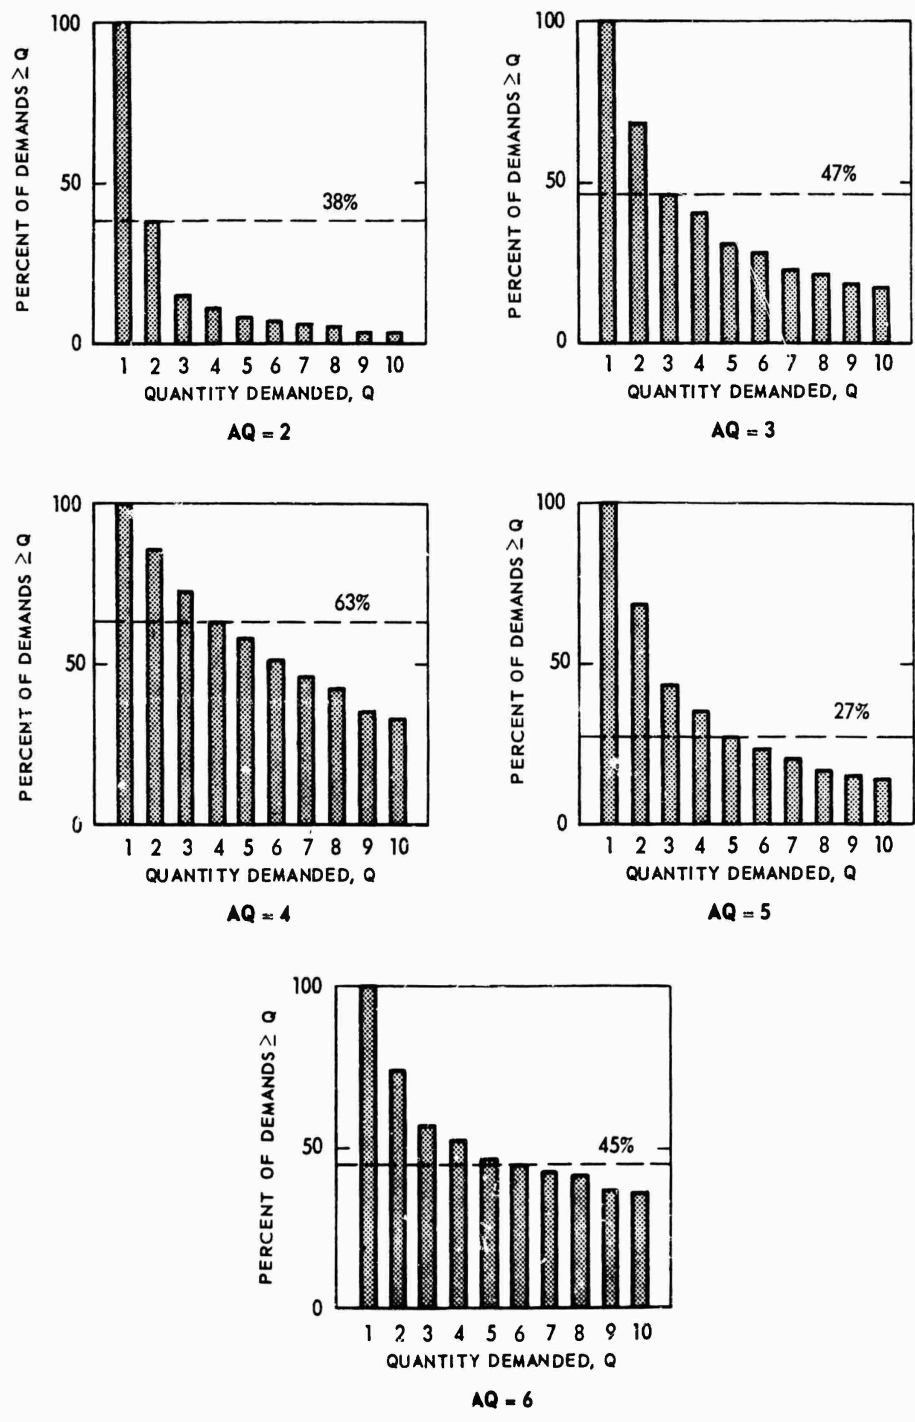 PERCENT OF DEMANDS ≥ Q
100
50
0
38%
1 2 3 4 5 6 7 8 9 10
QUANTITY DEMANDED, Q
AQ = 2
PERCENT OF DEMANDS ≥ Q
100
50
0
47%
1 2 3 4 5 6 7 8 9 10
QUANTITY DEMANDED, Q
AQ = 3
PERCENT OF DEMANDS ≥ Q
100
50
0
63%
1 2 3 4 5 6 7 8 9 10
QUANTITY DEMANDED, Q
AQ = 4
PERCENT OF DEMANDS ≥ Q
100
50
0
27%
1 2 3 4 5 6 7 8 9 10
QUANTITY DEMANDED, Q
AQ = 5
PERCENT OF DEMANDS ≥ Q
100
50
0
45%
1 2 3 4 5 6 7 8 9 10
QUANTITY DEMANDED, Q
AQ = 6